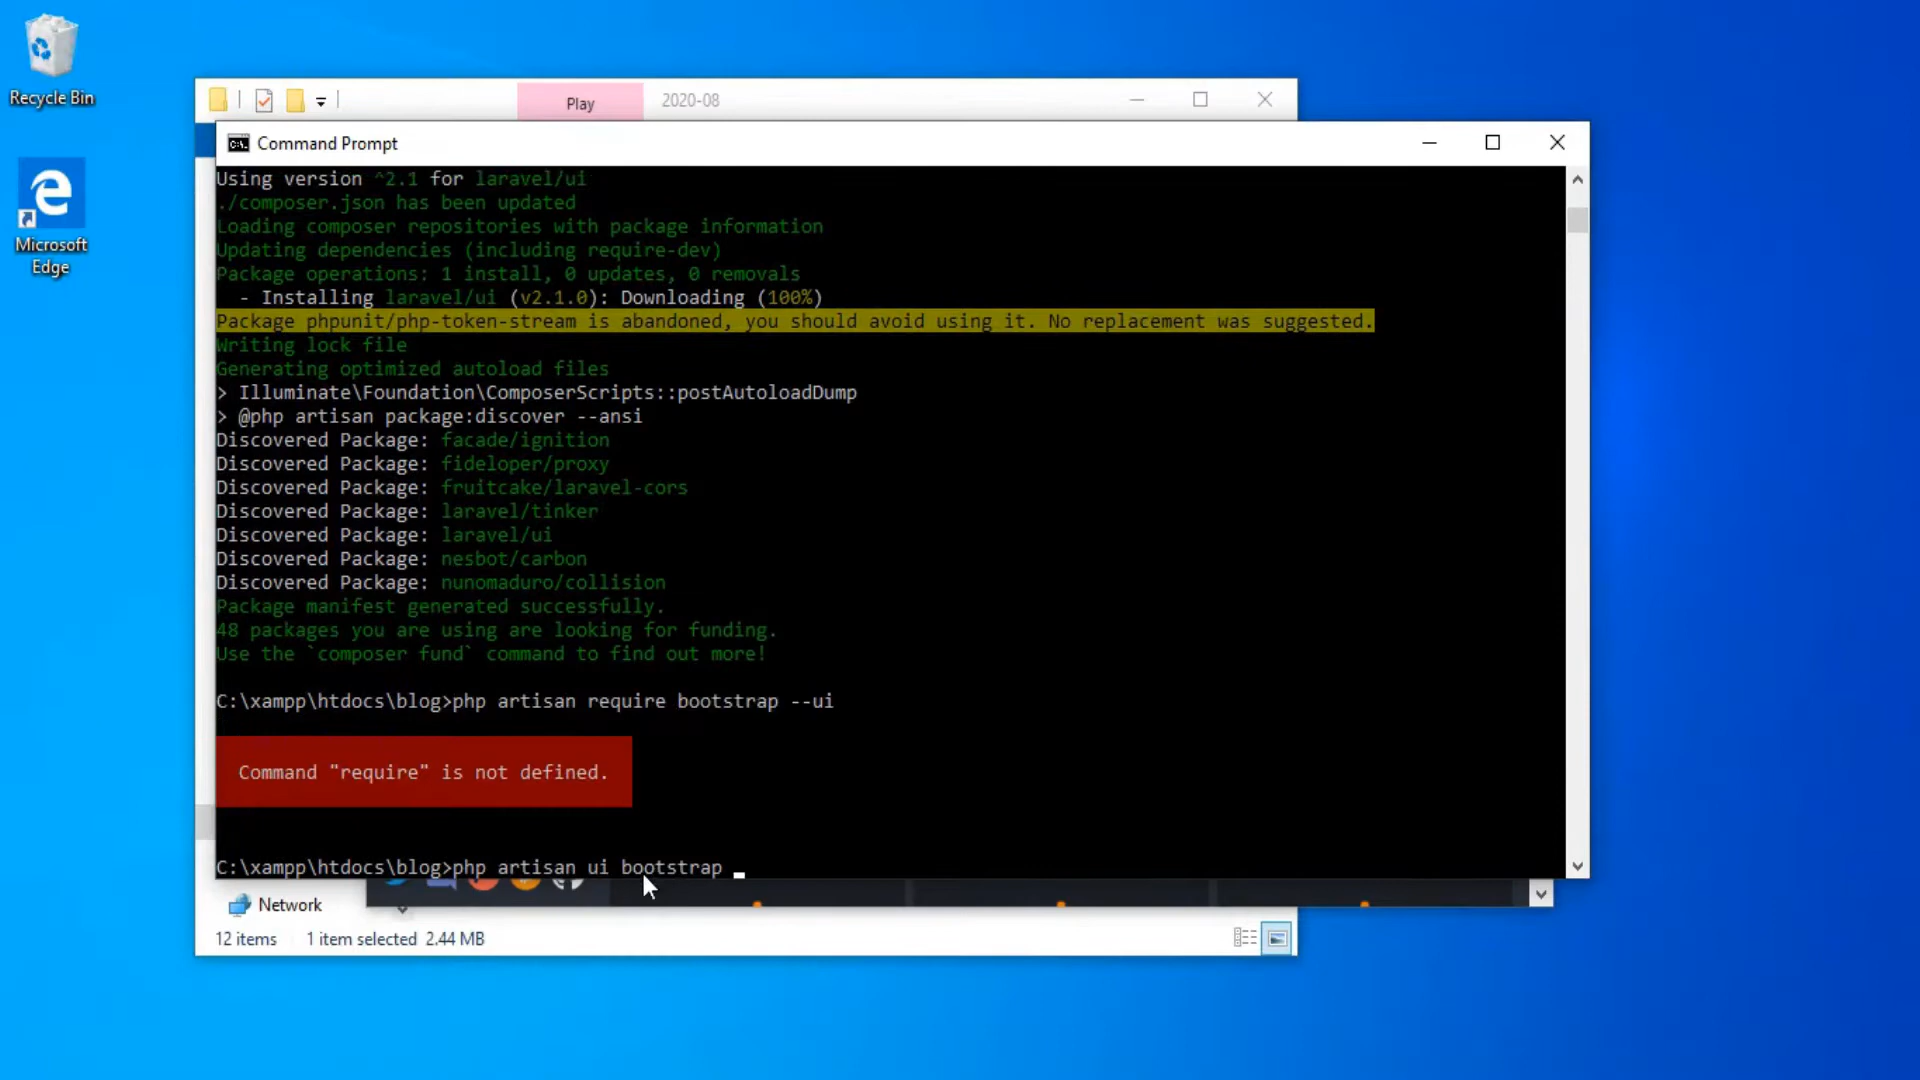 Recycle Bin
Microsoft
Edge
Play
2020-08
Command Prompt
Using version ^2.1 for laravel/ui
./composer.json has been updated
Loading composer repositories with package information
Updating dependencies (including require-dev)
Package operations: 1 install, 0 updates, 0 removals
- Installing laravel/ui (v2.1.0): Downloading (100%)
Package phpunit/php-token-stream is abandoned, you should avoid using it. No replacement was suggested.
Writing lock file
Generating optimized autoload files
> Illuminate\Foundation\ComposerScripts::postAutoloadDump
> @php artisan package:discover --ansi
Discovered Package: facade/ignition
Discovered Package: fideloper/proxy
Discovered Package: fruitcake/laravel-cors
Discovered Package: laravel/tinker
Discovered Package: laravel/ui
Discovered Package: nesbot/carbon
Discovered Package: nunomaduro/collision
Package manifest generated successfully.
48 packages you are using are looking for funding.
Use the `composer fund` command to find out more!
C:\xampp\htdocs\blog>php artisan require bootstrap --ui
Command "require" is not defined.
C:\xampp\htdocs\blog>php artisan ui bootstrap
Network
12 items 1 item selected 2.44 MB